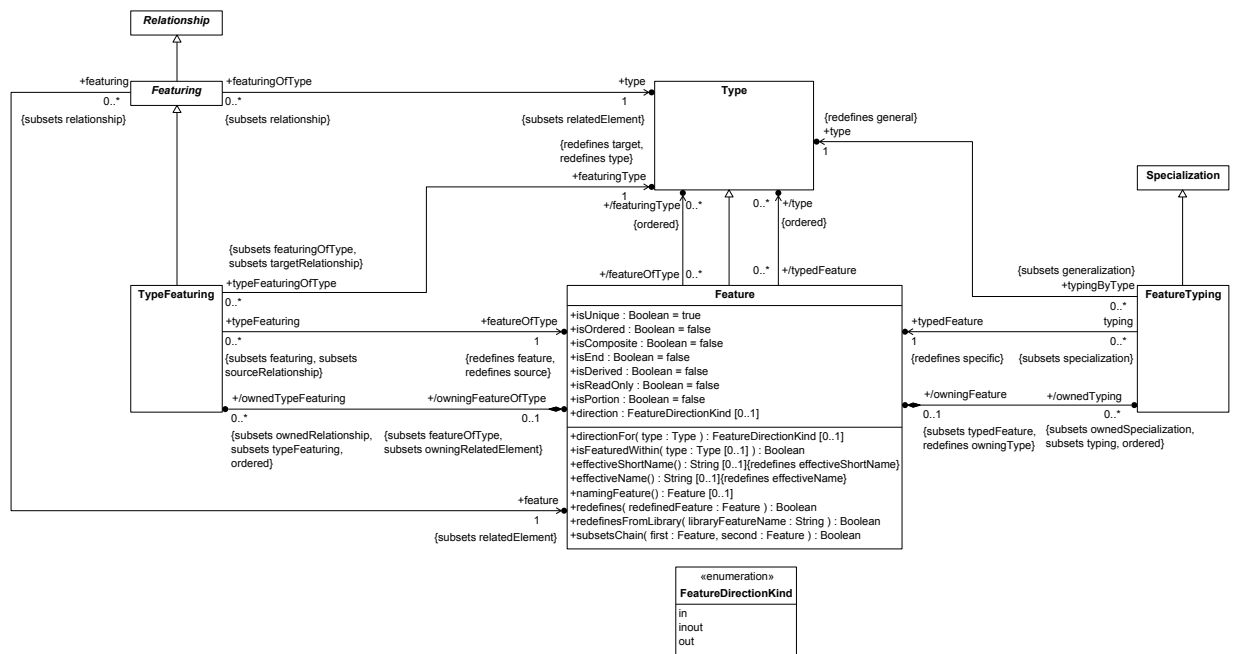 Relationship
+featuring
Featuring
+featuringOfType
+type
Type
0..*
0..*
1
{subsets relationship}
{subsets relationship}
{subsets relatedElement}
{redefines general}
+type
1
{redefines target,
redefines type}
+featuringType
1
Specialization
+/featuringType
0..*
0..*
+/type
{ordered}
{ordered}
{subsets featuringOfType,
subsets targetRelationship}
+typeFeaturingOfType
0..*
+/featureOfType
0..*
0..*
+/typedFeature
{subsets generalization}
+typingByType
0..*
TypeFeaturing
Feature
FeatureTyping
+typeFeaturing
0..*
{subsets featuring, subsets
sourceRelationship}
+featureOfType
1
{redefines feature,
redefines source}
+isUnique : Boolean = true
+isOrdered : Boolean = false
+isComposite : Boolean = false
+isEnd : Boolean = false
+isDerived : Boolean = false
+isReadOnly : Boolean = false
+isPortion : Boolean = false
+direction : FeatureDirectionKind [0..1]
+typedFeature
1
{redefines specific}
typing
0..*
{subsets specialization}
+/ownedTypeFeaturing
0..*
{subsets ownedRelationship,
subsets typeFeaturing,
ordered}
+/owningFeatureOfType
0..1
{subsets featureOfType,
subsets owningRelatedElement}
+/owningFeature
0..1
{subsets typedFeature,
redefines owningType}
+/ownedTyping
0..*
{subsets ownedSpecialization,
subsets typing, ordered}
+directionFor( type : Type ) : FeatureDirectionKind [0..1]
+isFeaturedWithin( type : Type [0..1] ) : Boolean
+effectiveShortName() : String [0..1]{redefines effectiveShortName}
+effectiveName() : String [0..1]{redefines effectiveName}
+namingFeature() : Feature [0..1]
+redefines( redefinedFeature : Feature ) : Boolean
+redefinesFromLibrary( libraryFeatureName : String ) : Boolean
+subsetsChain( first : Feature, second : Feature ) : Boolean
+feature
1
{subsets relatedElement}
«enumeration»
FeatureDirectionKind
in
inout
out